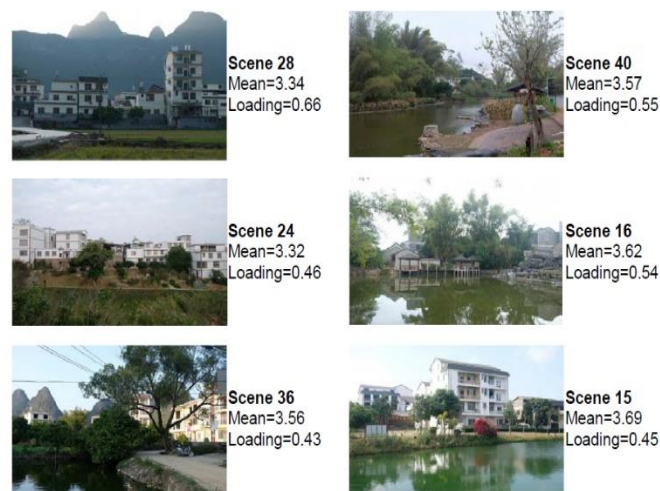 Scene 28
Mean=3.34
Loading=0.66
Scene 40
Mean=3.57
Loading=0.55
Scene 24
Mean=3.32
Loading=0.46
Scene 16
Mean=3.62
Loading=0.54
Scene 36
Mean=3.56
Loading=0.43
Scene 15
Mean=3.69
Loading=0.45